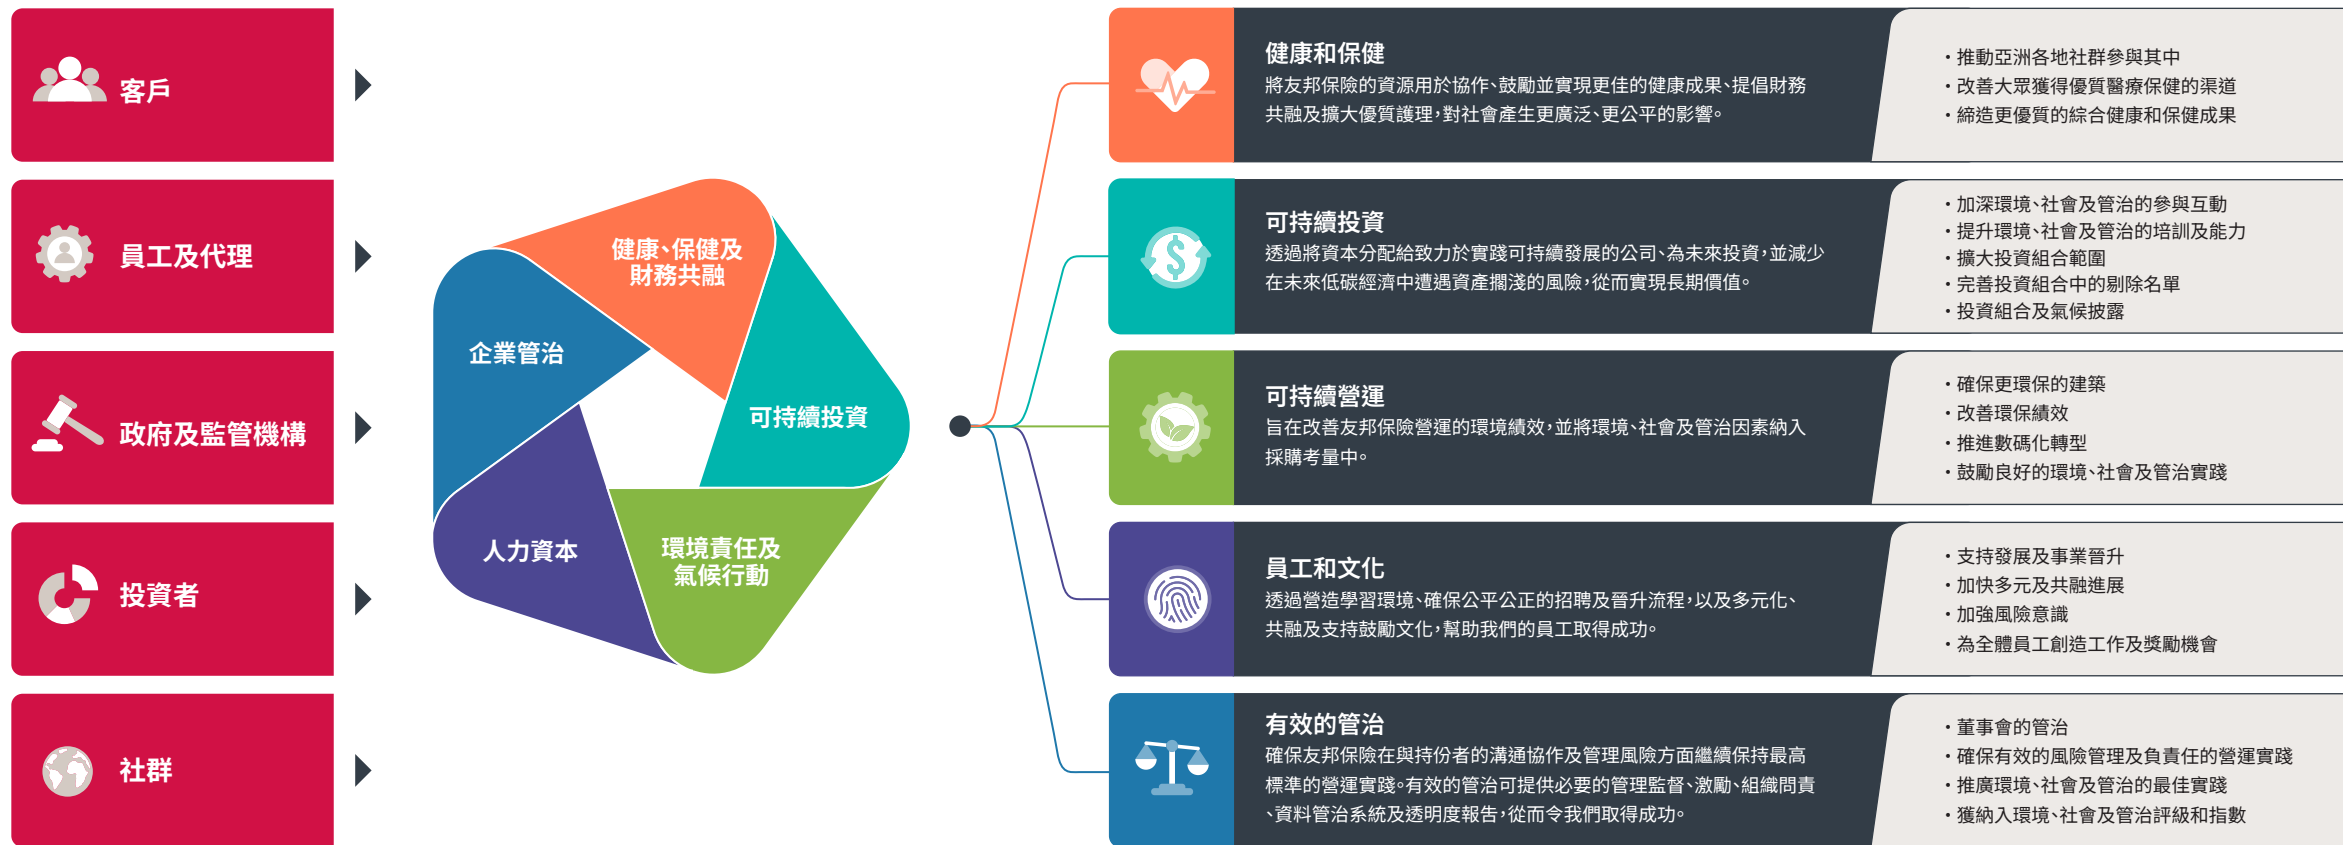 客戶
員工及代理
政府及監管機構
投資者
社群
健康、保健及
財務共融
企業管治
可持續投資
人力資本
環境責任及
氣候行動
健康和保健
將友邦保險的資源用於協作、鼓勵並實現更佳的健康成果、提倡財務
共融及擴大優質護理，對社會產生更廣泛、更公平的影響。
・推動亞洲各地社群參與其中
・改善大眾獲得優質醫療保健的渠道
・締造更優質的綜合健康和保健成果
可持續投資
透過將資本分配給致力於實踐可持續發展的公司、為未來投資，並減少
在未來低碳經濟中遭遇資產擱淺的風險，從而實現長期價值。
・加深環境、社會及管治的參與互動
・提升環境、社會及管治的培訓及能力
・擴大投資組合範圍
・完善投資組合中的剔除名單
・投資組合及氣候披露
可持續營運
旨在改善友邦保險營運的環境績效，並將環境、社會及管治因素納入
採購考量中。
・確保更環保的建築
・改善環保績效
・推進數碼化轉型
・鼓勵良好的環境、社會及管治實踐
員工和文化
透過營造學習環境、確保公平公正的招聘及晉升流程，以及多元化、
共融及支持鼓勵文化，幫助我們的員工取得成功。
・支持發展及事業晉升
・加快多元及共融進展
・加強風險意識
・為全體員工創造工作及獎勵機會
有效的管治
確保友邦保險在與持份者的溝通協作及管理風險方面繼續保持最高
標準的營運實踐。有效的管治可提供必要的管理監督、激勵、組織問責
、資料管治系統及透明度報告，從而令我們取得成功。
・董事會的管治
・確保有效的風險管理及負責任的營運實踐
・推廣環境、社會及管治的最佳實踐
・獲納入環境、社會及管治評級和指數